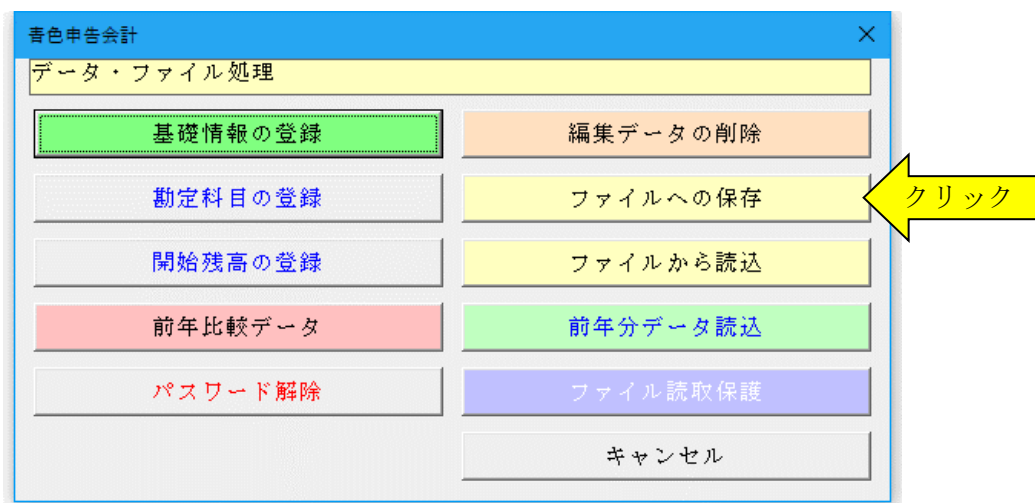 青色申告会計
データ・ファイル処理
基礎情報の登録
編集データの削除
勘定科目の登録
ファイルへの保存
クリック
開始残高の登録
ファイルから読込
前年比較データ
前年分データ読込
パスワード解除
ファイル読取保護
キャンセル